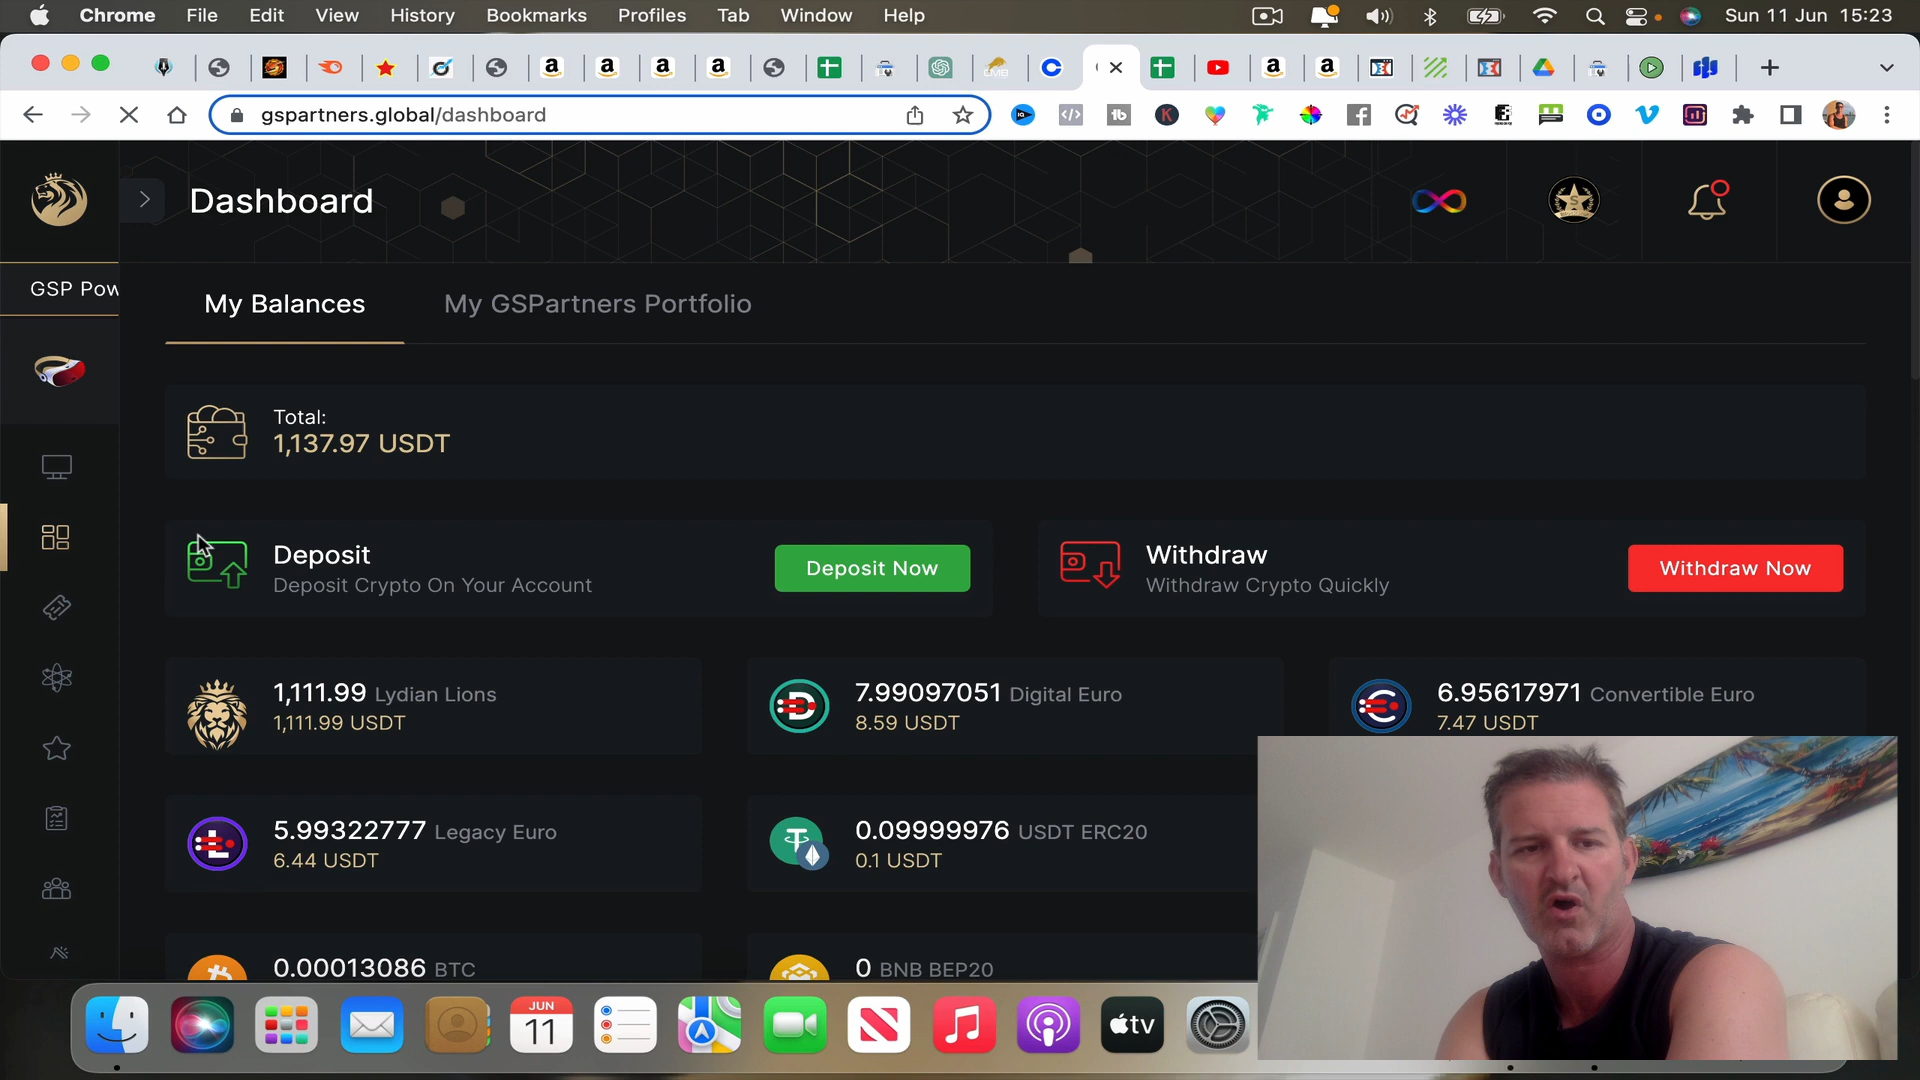 Chrome File Edit View History Bookmarks Profiles Tab Window Help Sun 11 Jun 15:23
gspartners.global/dashboard
Dashboard
GSP Pow
My Balances My GSPartners Portfolio
Total:
1,137.97 USDT
Deposit
Deposit Crypto On Your Account
Deposit Now
Withdraw
Withdraw Crypto Quickly
Withdraw Now
1,111.99 Lydian Lions
1,111.99 USDT
7.99097051 Digital Euro
8.59 USDT
6.95617971 Convertible Euro
7.47 USDT
5.99322777 Legacy Euro
6.44 USDT
0.09999976 USDT ERC20
0.1 USDT
0.00013086 BTC
0 BNB BEP20
JUN
11
tv